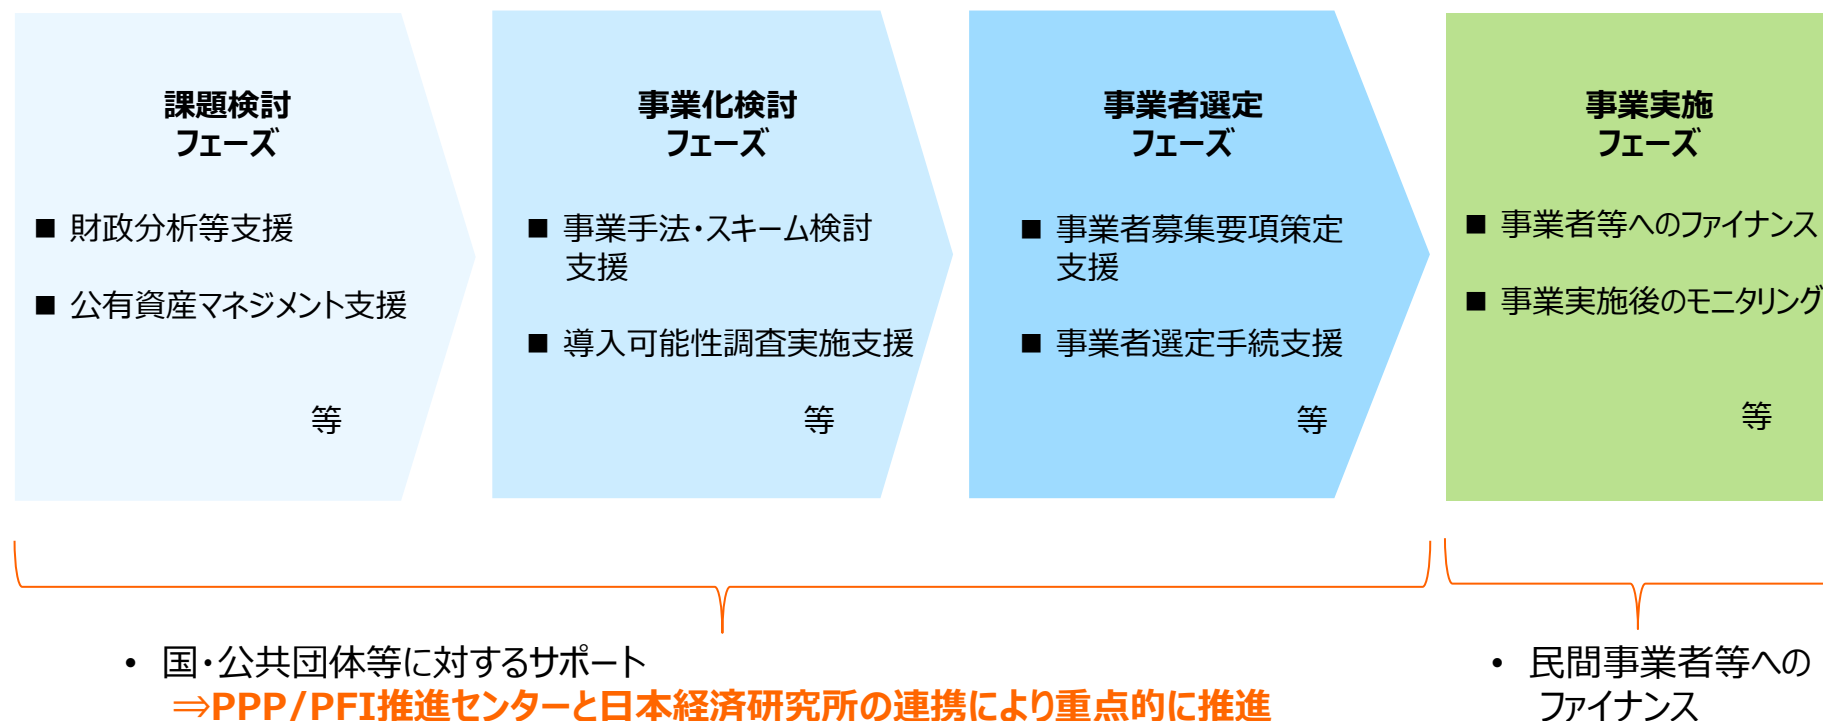 課題検討
フェーズ
■ 財政分析等支援
■ 公有資産マネジメント支援
等
事業化検討
フェーズ
■ 事業手法・スキーム検討
支援
■ 導入可能性調査実施支援
等
事業者選定
フェーズ
■ 事業者募集要項策定
支援
■ 事業者選定手続支援
等
事業実施
フェーズ
■ 事業者等へのファイナンス
■ 事業実施後のモニタリング
等
• 国・公共団体等に対するサポート
⇒PPP/PFI推進センターと日本経済研究所の連携により重点的に推進
• 民間事業者等への
ファイナンス